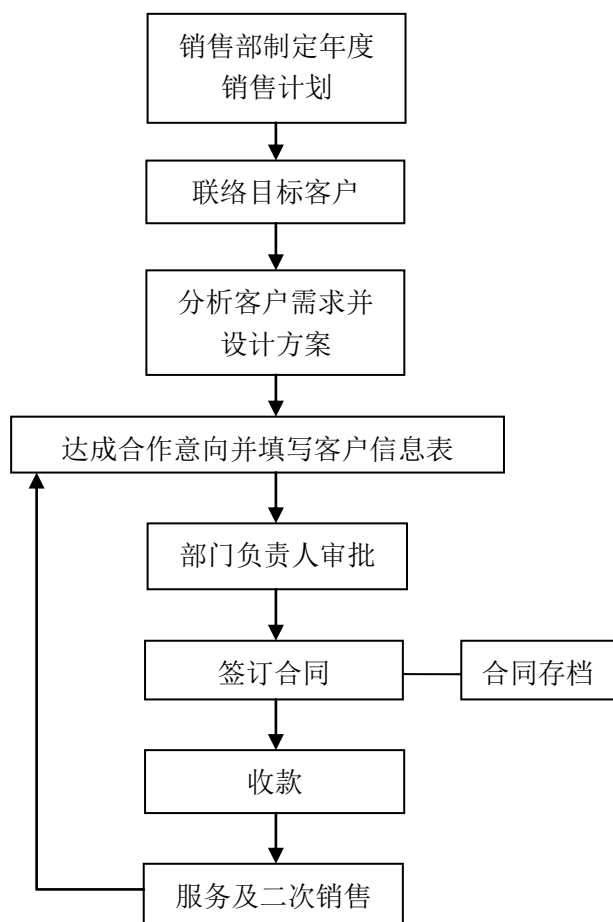 销售部制定年度
销售计划
联络目标客户
分析客户需求并
设计方案
达成合作意向并填写客户信息表
部门负责人审批
签订合同
合同存档
收款
服务及二次销售